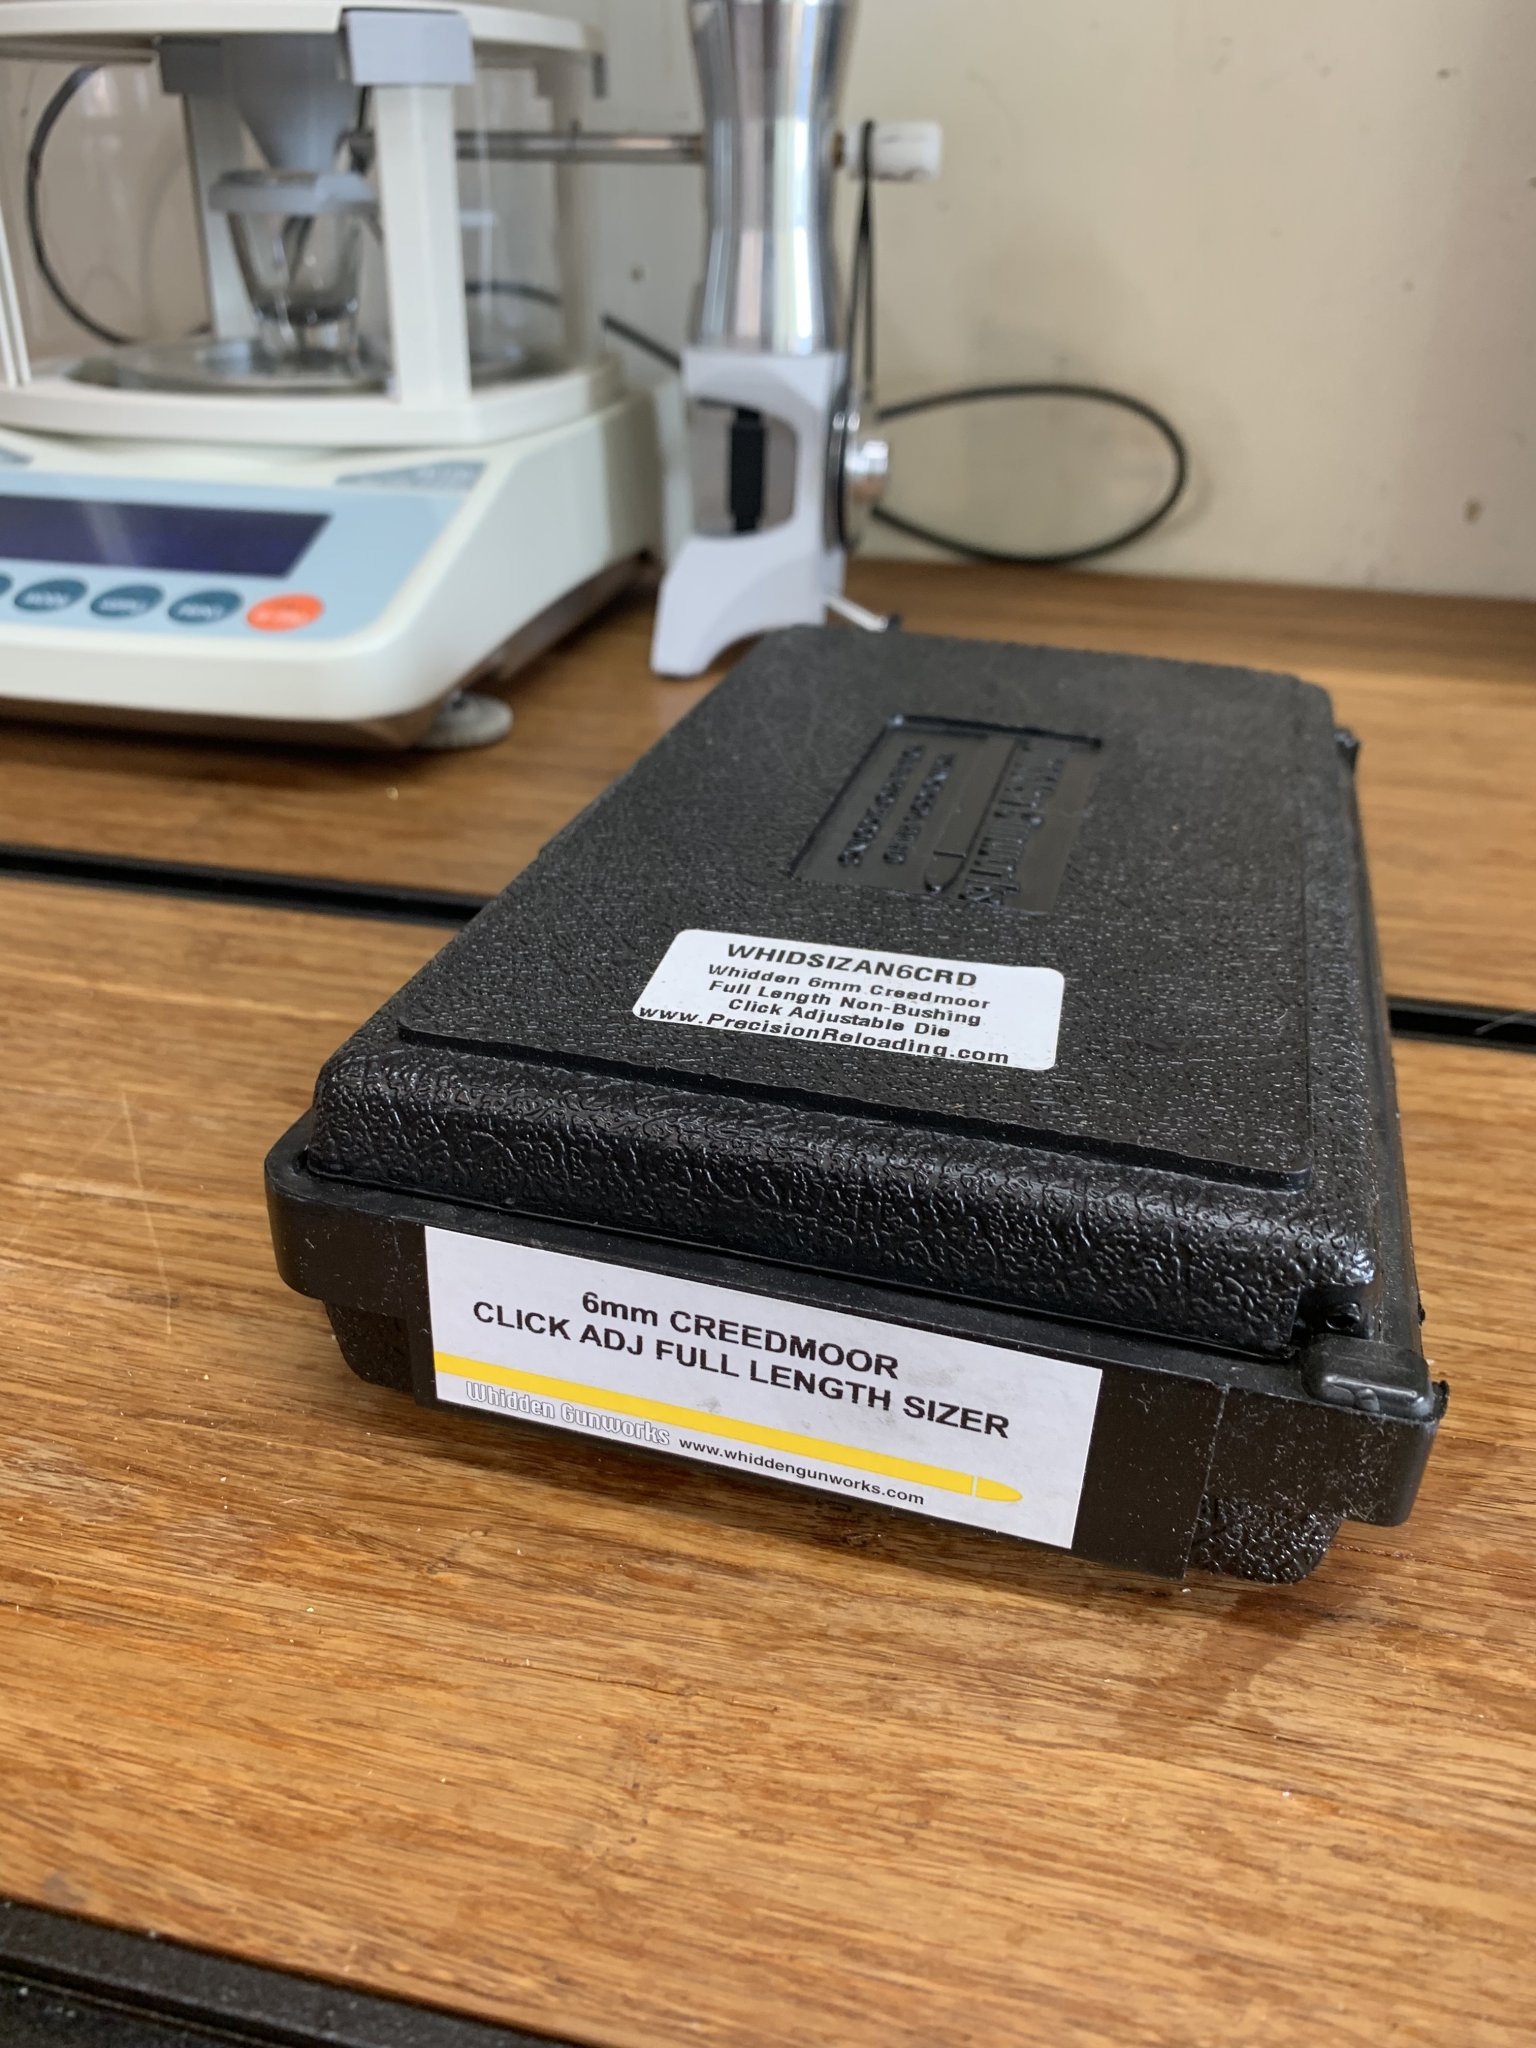 WHIDSIZAN6CRD
Whidden 6mm Creedmoor
Full Length Non-Bushing
Click Adjustable Die
www.PrecisionReloading.com
6mm CREEDMOOR
CLICK ADJ FULL LENGTH SIZER
Whidden Gunworks www.whiddengunworks.com